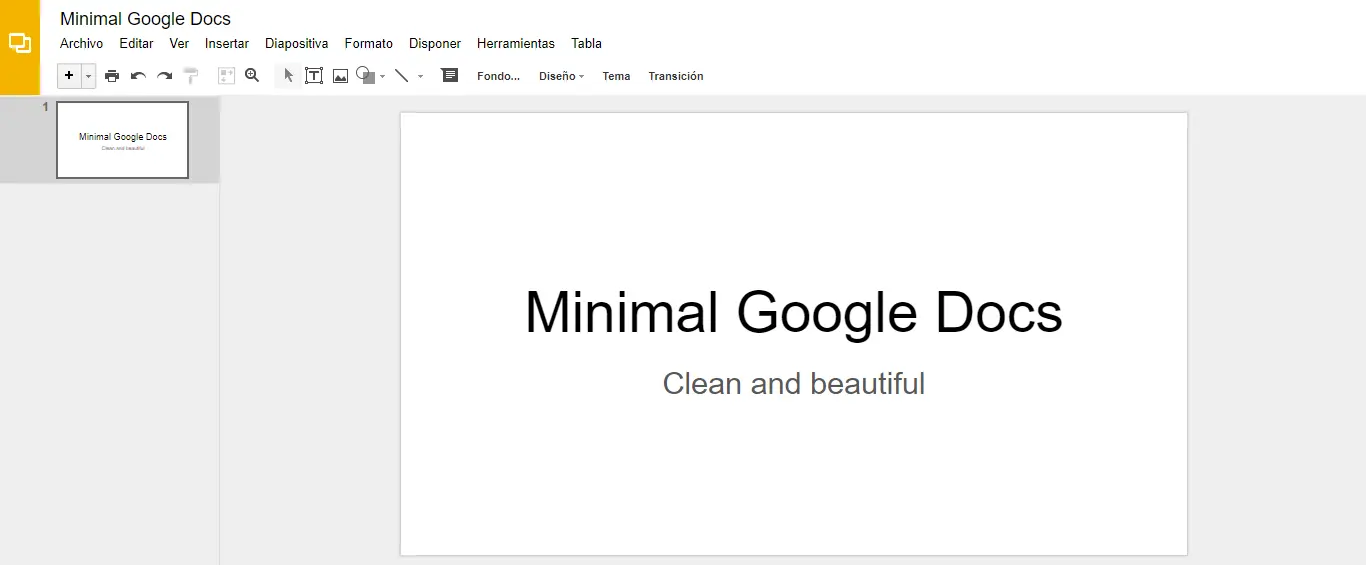 Minimal Google Docs
Archivo Editar Ver Insertar Diapositiva Formato Disponer Herramientas Tabla
Fondo... Diseño Tema Transición
1
Minimal Google Docs
Clean and beautiful
Minimal Google Docs
Clean and beautiful